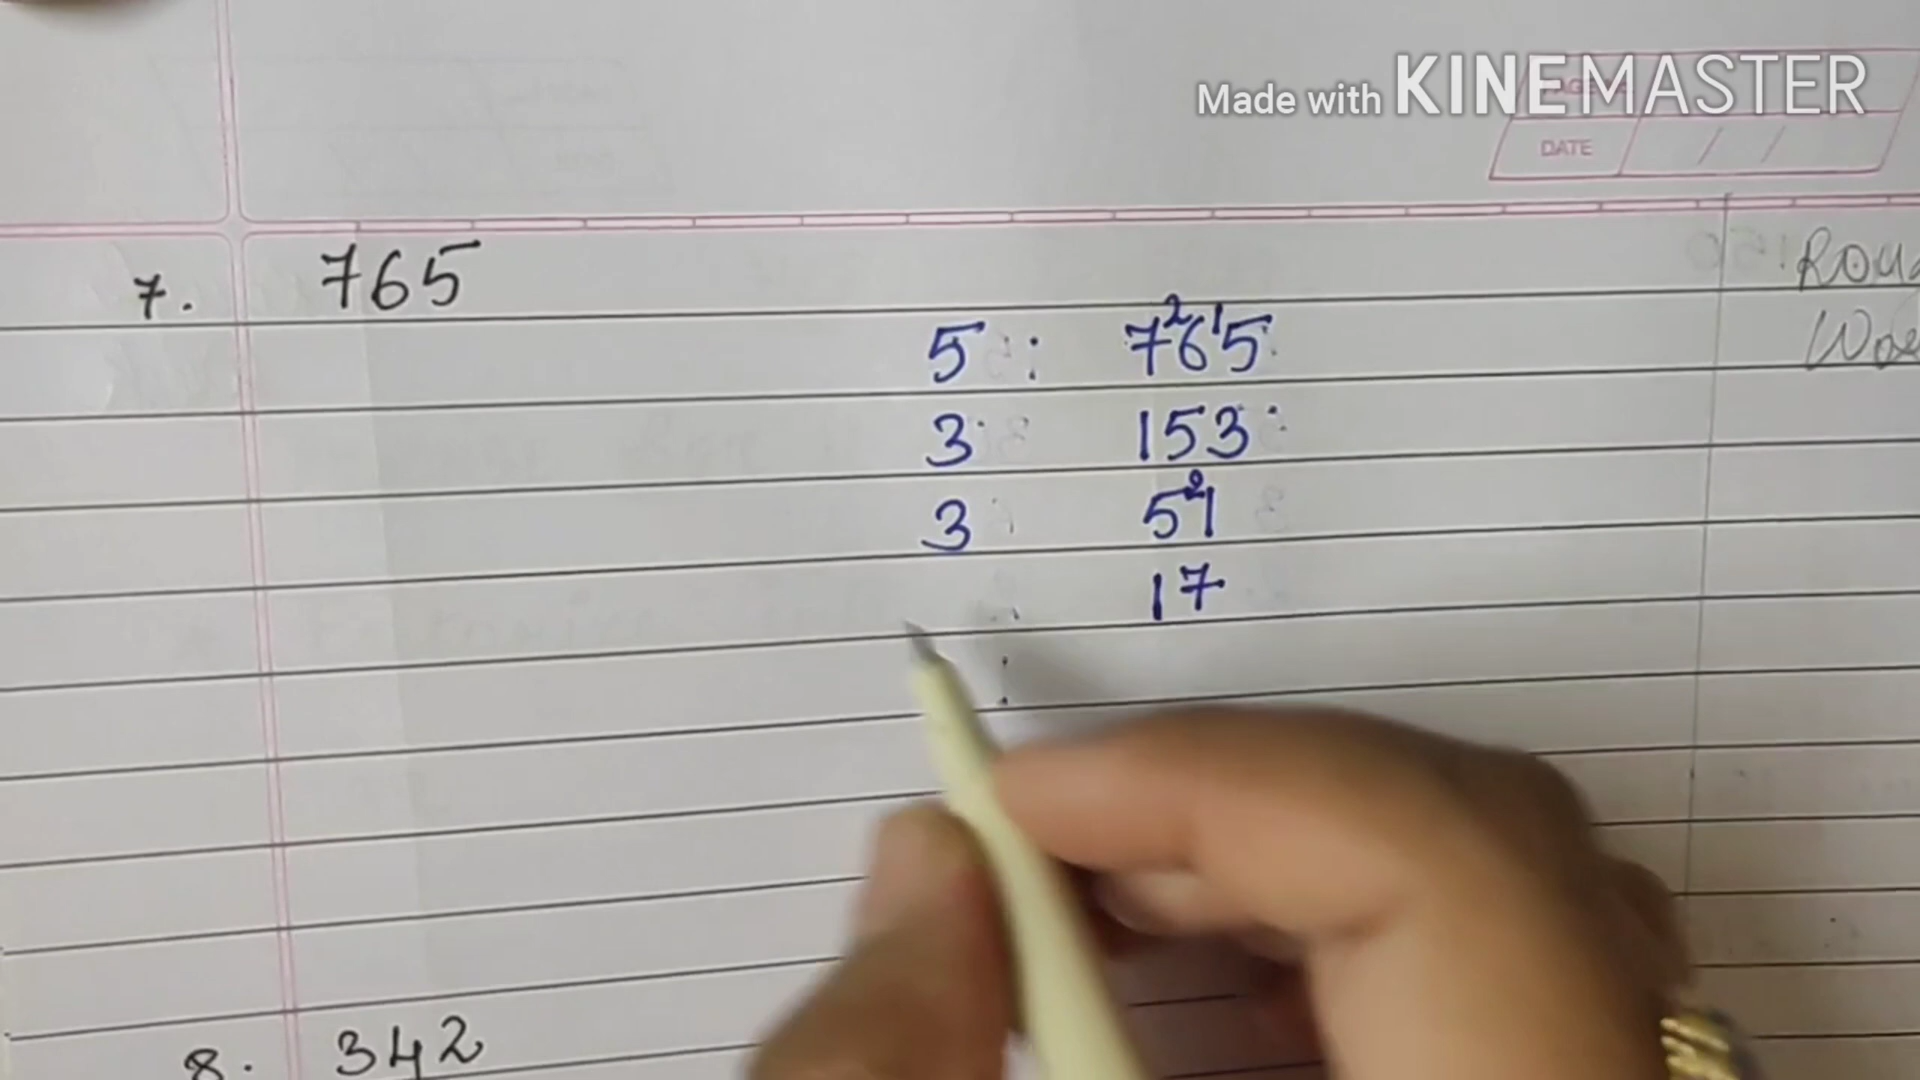 Made with KINEMASTER
DATE / /
7. 765
5 : 765
3 153
3 51
17
8. 342